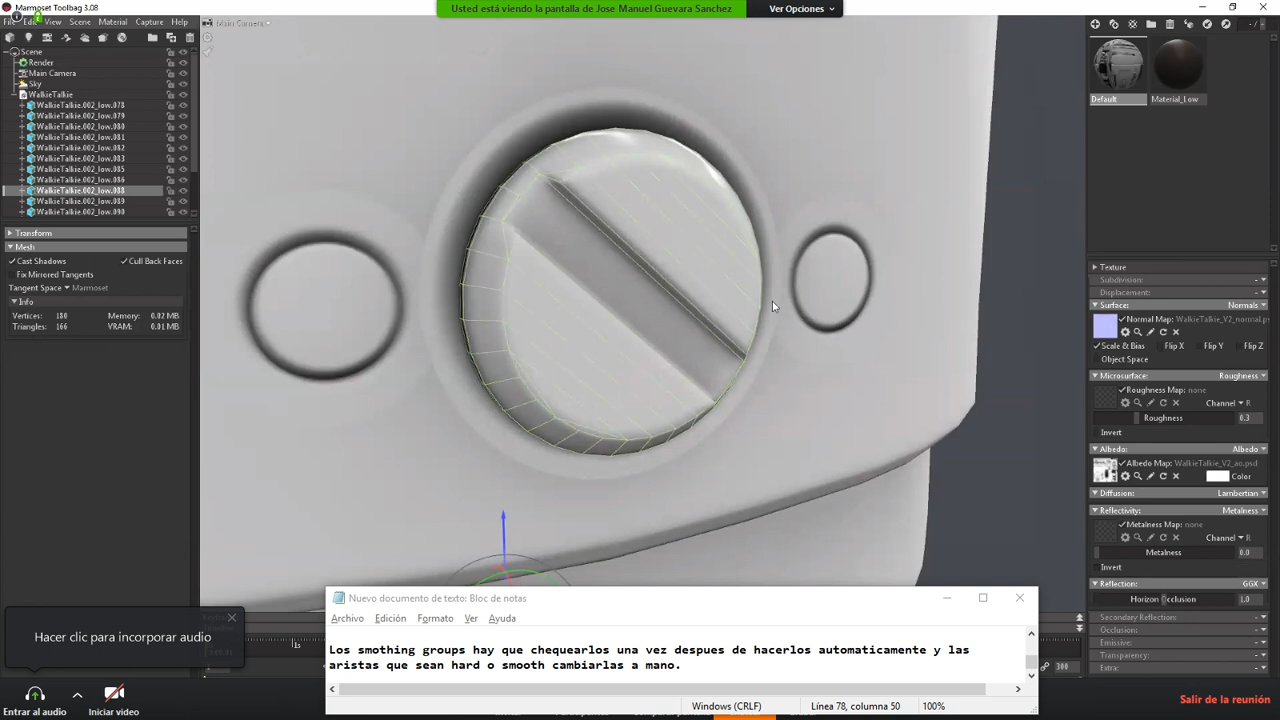 Marmoset Toolbag 3.08
Usted está viendo la pantalla de Jose Manuel Guevara Sanchez
Ver Opciones
File Edit View Scene Material Capture Help
Main Camera
Scene
Render
Main Camera
Sky
WalkieTalkie
WalkieTalkie.002_low.078
WalkieTalkie.002_low.079
WalkieTalkie.002_low.080
WalkieTalkie.002_low.081
WalkieTalkie.002_low.082
WalkieTalkie.002_low.083
WalkieTalkie.002_low.085
WalkieTalkie.002_low.086
WalkieTalkie.002_low.088
WalkieTalkie.002_low.089
WalkieTalkie.002_low.090
Transform
Mesh
Cast Shadows Cull Back Faces
Fix Mirrored Tangents
Tangent Space Marmoset
Info
Vertices: 180 Memory: 0.02 MB
Triangles: 166 VRAM: 0.01 MB
Default Material_Low
Texture
Subdivision:
Displacement:
Surface: Normals
Normal Map: WalkieTalkie_V2_normal.ps
Scale & Bias Flip X Flip Y Flip Z
Object Space
Microsurface: Roughness
Roughness Map: none
Channel R
Roughness 0.3
Invert
Albedo: Albedo
Albedo Map: WalkieTalkie_V2_ao.psd
Color
Diffusion: Lambertian
Reflectivity: Metalness
Metalness Map: none
Channel R
Metalness 0.0
Invert
Reflection: GGX
Horizon Occlusion 1.0
Secondary Reflection:
Occlusion:
Emissive:
Transparency:
Extra:
1s
300
Hacer clic para incorporar audio
Nuevo documento de texto: Bloc de notas
Archivo Edición Formato Ver Ayuda
Los smothing groups hay que chequearlos una vez despues de hacerlos automaticamente y las
aristas que sean hard o smooth cambiarlas a mano.
Windows (CRLF) Línea 78, columna 50 100%
Entrar al audio Iniciar video
Salir de la reunión